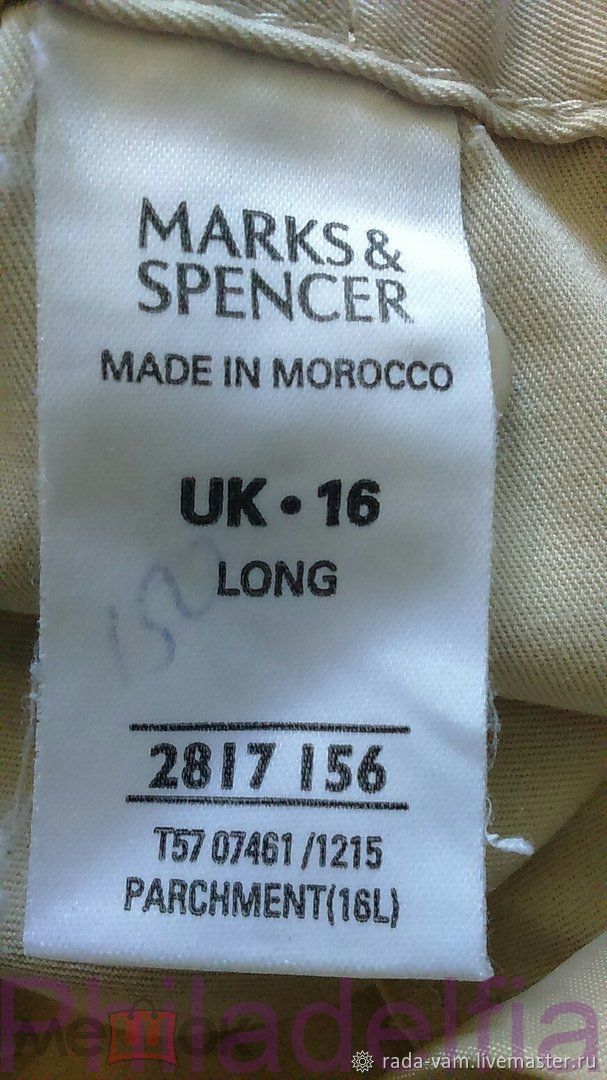 MARKS &
SPENCER
MADE IN MOROCCO
UK • 16
LONG
2817 156
T57 07461 /1215
PARCHMENT(16L)
Philadelfia
мешок
rada-vam.livemaster.ru